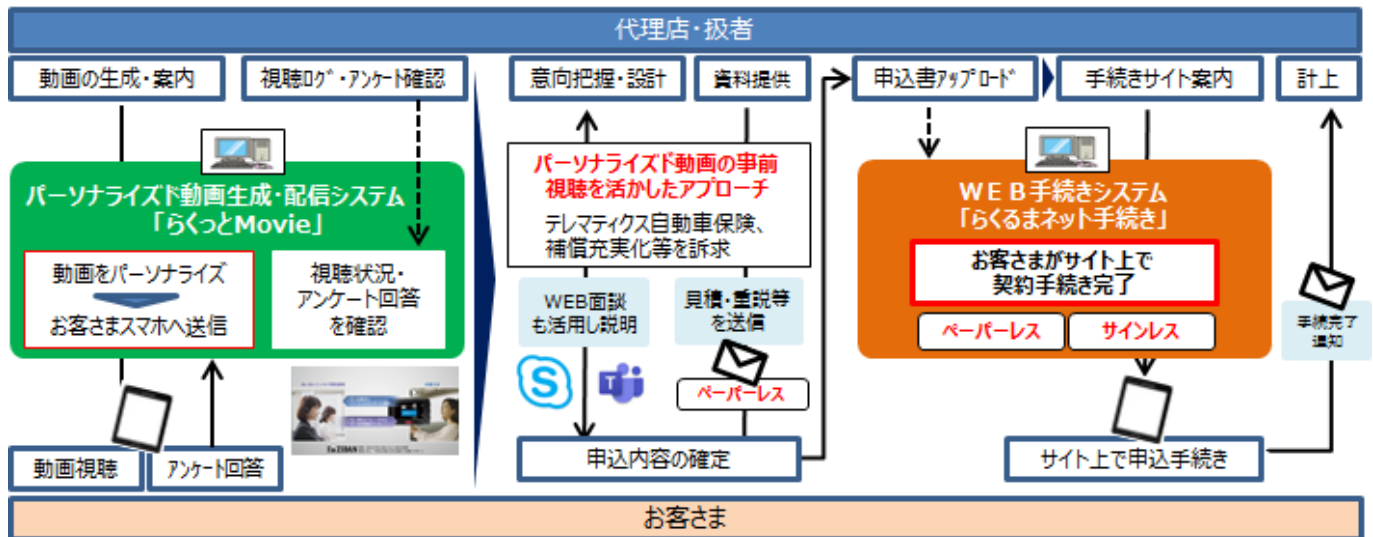 代理店・扱者
動画の生成・案内
視聴ログ・アンケート確認
意向把握・設計
資料提供
申込書アップロード
手続きサイト案内
計上
パーソナライズド動画生成・配信システム
「らくっとMovie」
動画をパーソナライズ
お客さまスマホへ送信
視聴状況・
アンケート回答
を確認
パーソナライズド動画の事前
視聴を活かしたアプローチ
テレマティクス自動車保険、
補償充実化等を訴求
WEB面談
も活用し説明
見積・重説等
を送信
ペーパーレス
WEB手続きシステム
「らくるまネット手続き」
お客さまがサイト上で
契約手続き完了
ペーパーレス
サインレス
手続完了
通知
動画視聴
アンケート回答
申込内容の確定
サイト上で申込手続き
お客さま